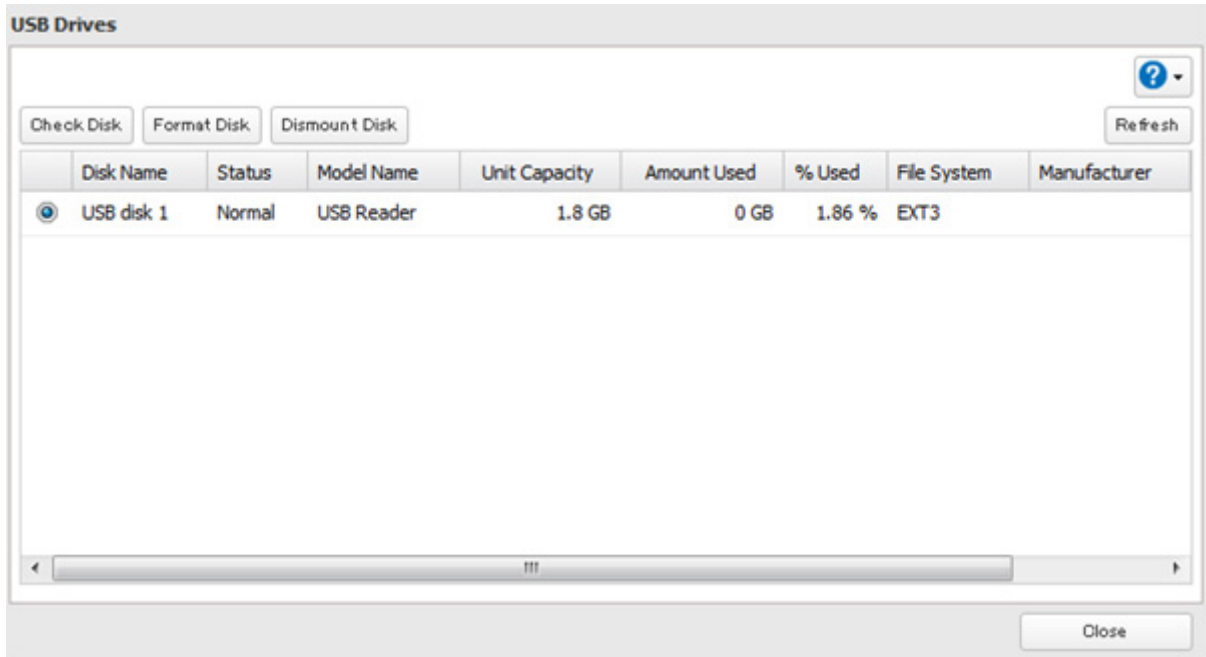 USB Drives
?
Check Disk Format Disk Dismount Disk Refresh
Disk Name Status Model Name Unit Capacity Amount Used % Used File System Manufacturer
USB disk 1 Normal USB Reader 1.8 GB 0 GB 1.86 % EXT3
Close